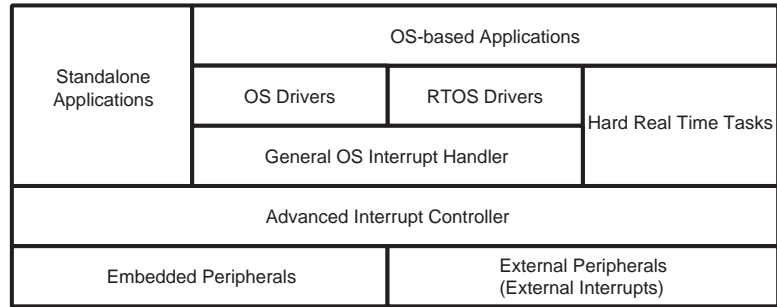 OS-based Applications
Standalone
Applications
OS Drivers
RTOS Drivers
Hard Real Time Tasks
General OS Interrupt Handler
Advanced Interrupt Controller
Embedded Peripherals
External Peripherals
(External Interrupts)